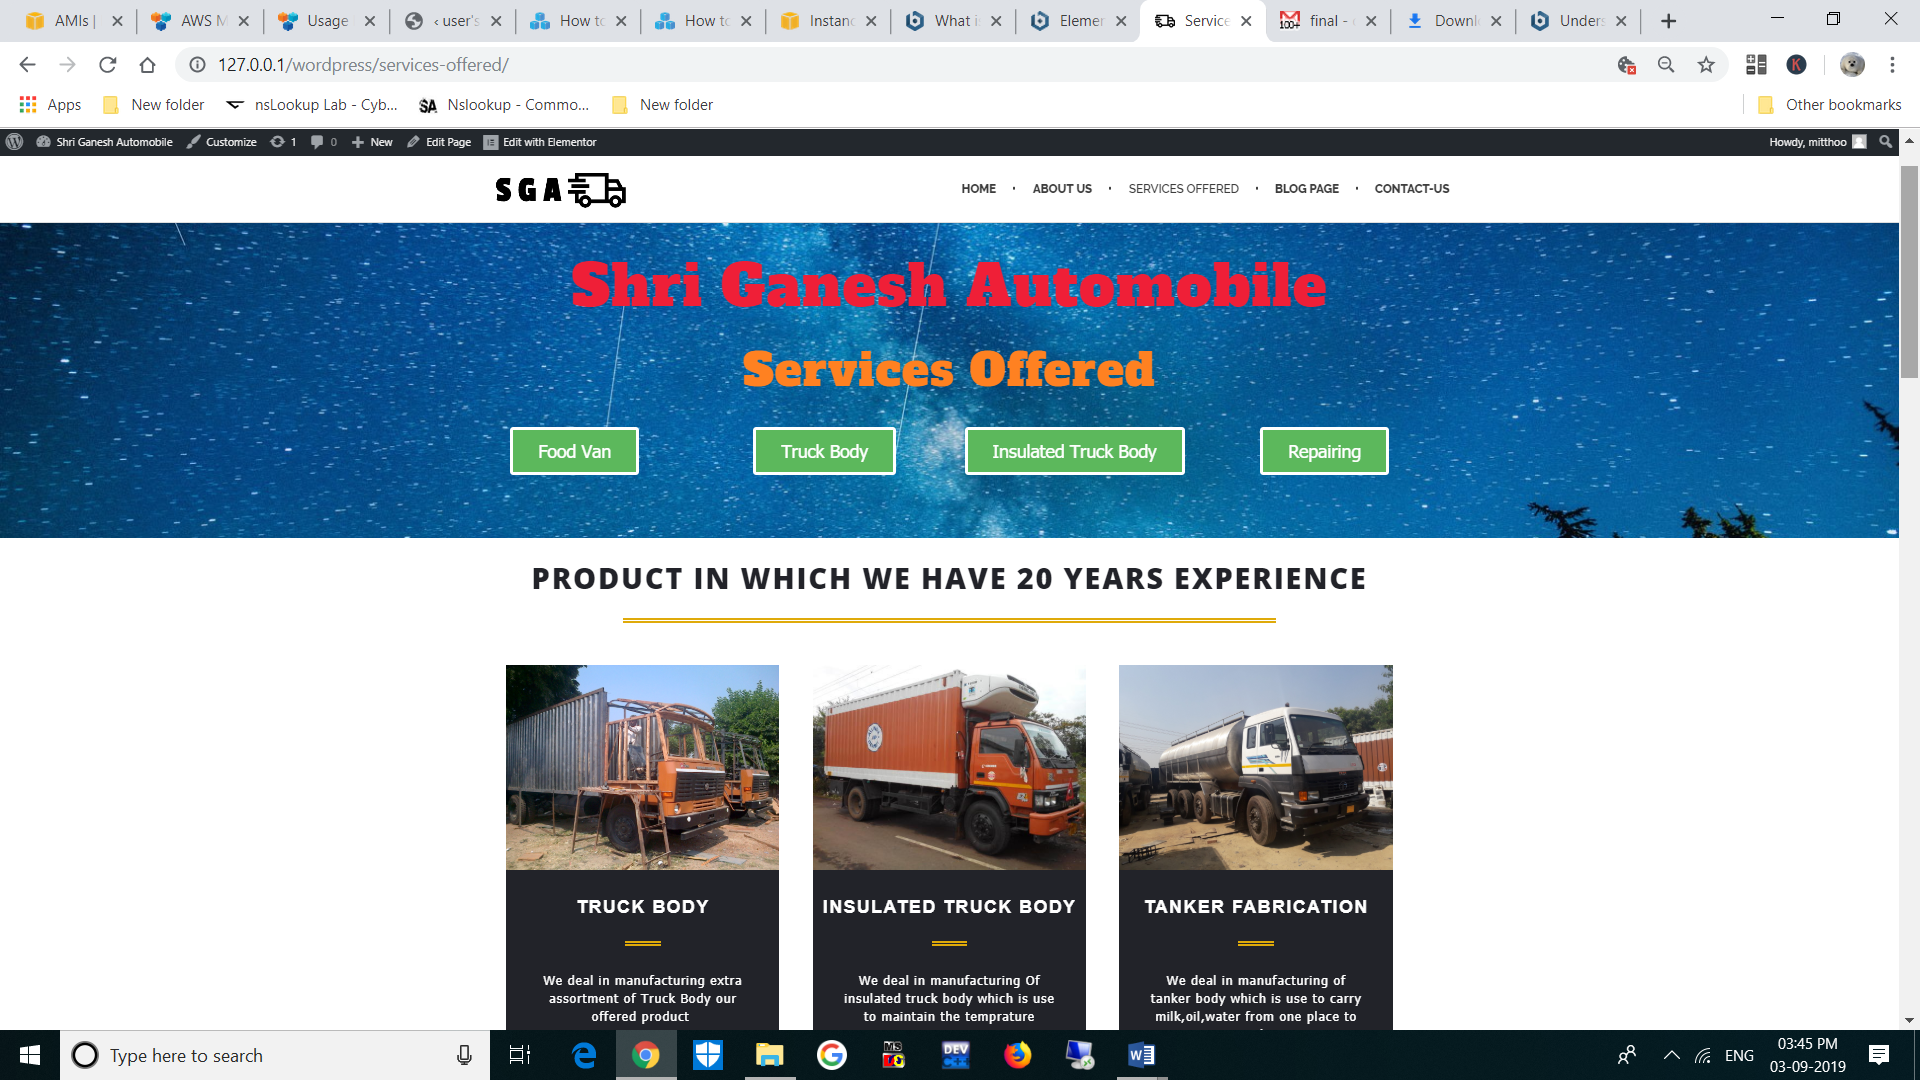 AMIs |
AWS M
Usage
‹ user's
How to
How to
Instanc
What i
Elemen
Service
final -
Downl
Unders
127.0.0.1/wordpress/services-offered/
Apps
New folder
nsLookup Lab - Cyb...
Nslookup - Commo...
New folder
Other bookmarks
Shri Ganesh Automobile
Customize
1
0
New
Edit Page
Edit with Elementor
Howdy, mitthoo
SGA
HOME
ABOUT US
SERVICES OFFERED
BLOG PAGE
CONTACT-US
Shri Ganesh Automobile
Services Offered
Food Van
Truck Body
Insulated Truck Body
Repairing
PRODUCT IN WHICH WE HAVE 20 YEARS EXPERIENCE
TRUCK BODY
We deal in manufacturing extra
assortment of Truck Body our
offered product
INSULATED TRUCK BODY
We deal in manufacturing Of
insulated truck body which is use
to maintain the temprature
TANKER FABRICATION
We deal in manufacturing of
tanker body which is use to carry
milk,oil,water from one place to
Type here to search
ENG
03:45 PM
03-09-2019